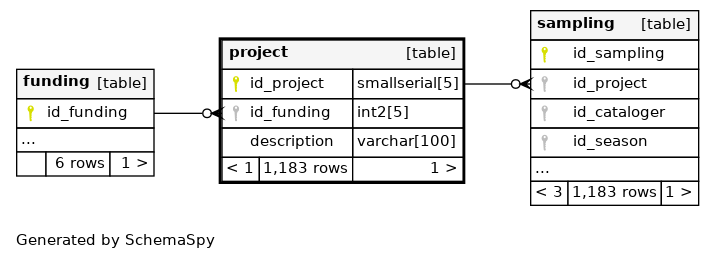 funding [table]
id_funding
...
6 rows 1 >
project [table]
id_project smallserial[5]
id_funding int2[5]
description varchar[100]
< 1 1,183 rows 1 >
sampling [table]
id_sampling
id_project
id_cataloger
id_season
...
< 3 1,183 rows 1 >
Generated by SchemaSpy